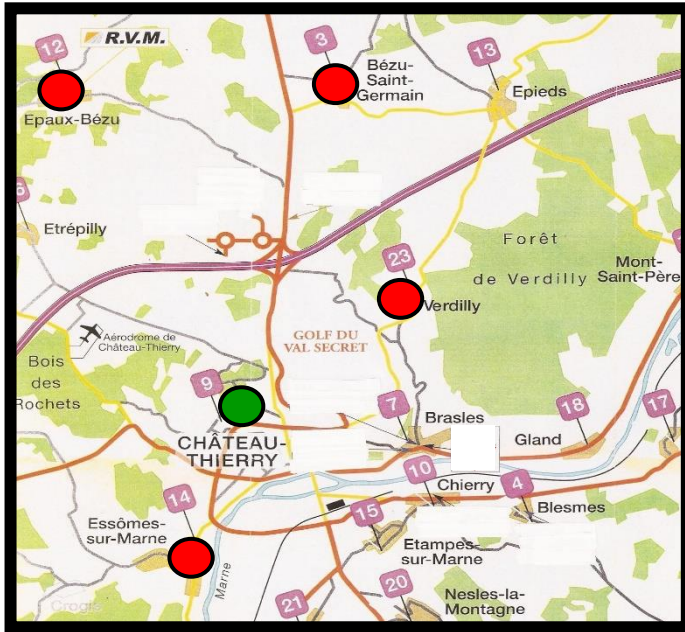 12
R.V.M.
3
Bézu-
Saint-
Germain
13
Epieds
Epaux-Bézu
6
Etrépilly
Forêt
de Verdilly
Mont-
Saint-Père
23
Verdilly
GOLF DU
VAL SECRET
Aérodrome de
Château-Thierry
Bois
des
Rochets
9
CHÂTEAU-
THIERRY
7
Brasles
Gland
18
17
14
Essômes-
sur-Marne
10
Chierry
4
Blesmes
15
Etampes-
sur-Marne
Marne
21
20
Nesles-la-
Montagne